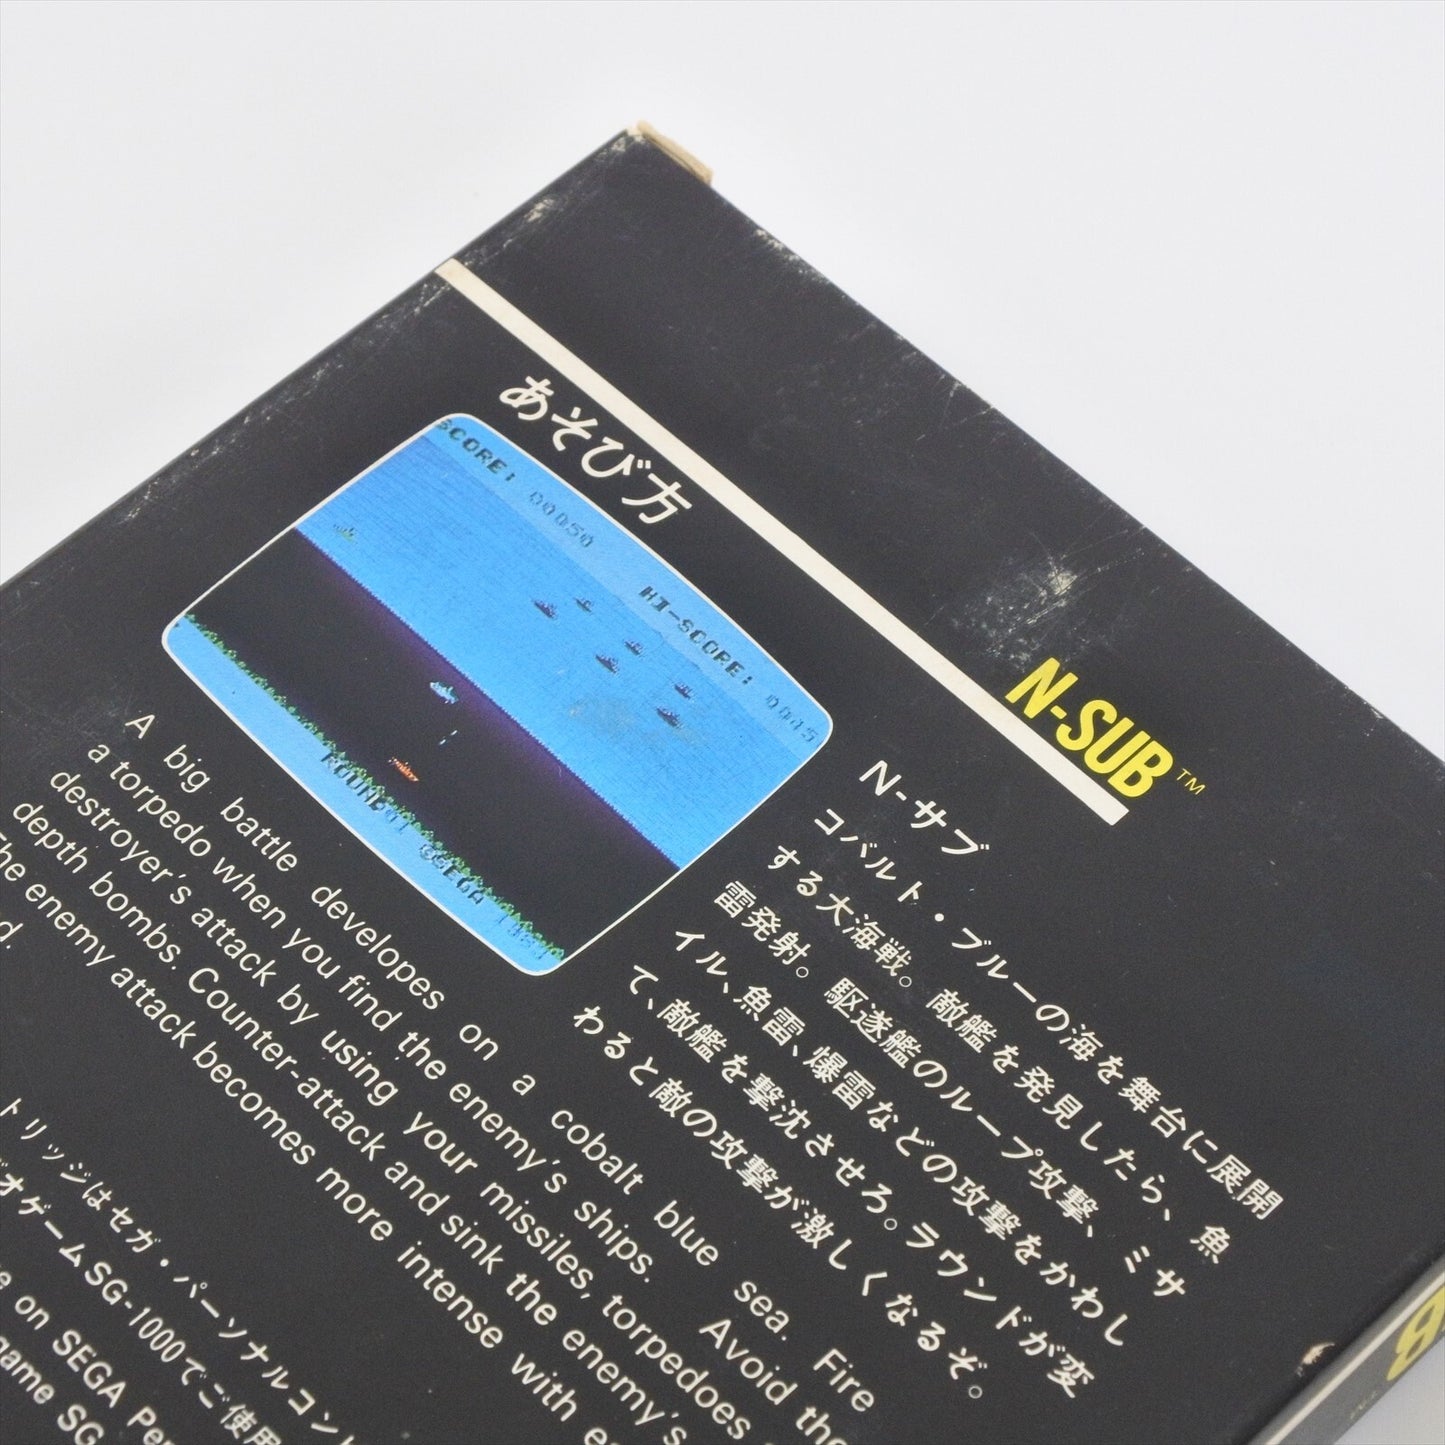 N-SUB™
あそび方
SCORE: 00050
HI-SCORE: 0045
ROUND:01
©SEGA 1983
N-サブ
コバルト・ブルーの海を舞台に展開
する大海戦。敵艦を発見したら、魚
雷発射。駆逐艦のループ攻撃、ミサ
イル、魚雷、爆雷などの攻撃をかわし
て、敵艦を撃沈させろ。ラウンドが変
わると敵の攻撃が激しくなるぞ。
A big battle developes on a cobalt blue sea. Fire
a torpedo when you find the enemy's ships. Avoid the
destroyer's attack by using your missiles, torpedoes
depth bombs. Counter-attack and sink the enemy's
The enemy attack becomes more intense with
トリッジはセガ・パーソナルコン
オゲームSG-1000でご使用
on SEGA
game SG